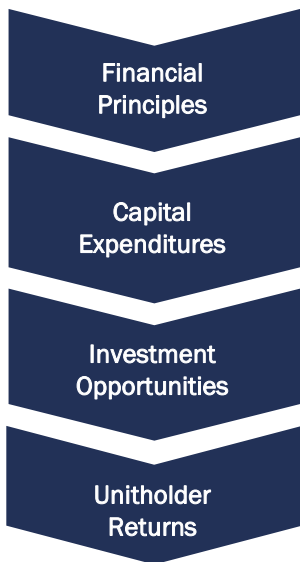 Financial
Principles
Capital
Expenditures
Investment
Opportunities
Unitholder
Returns